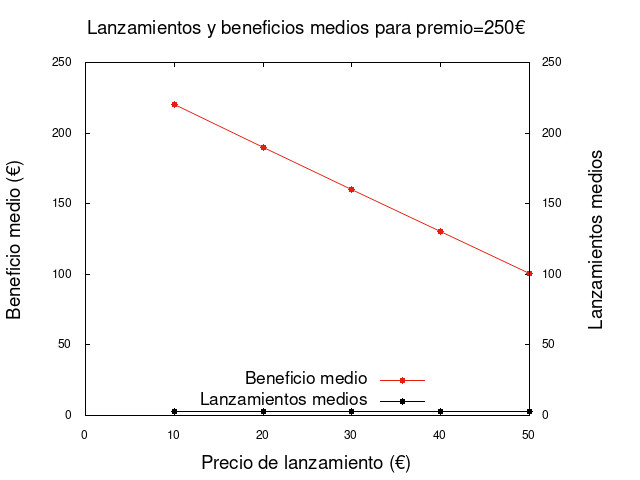 Lanzamientos y beneficios medios para premio=250€
250
200
150
100
50
0
250
200
150
100
50
0
Beneficio medio (€)
Lanzamientos medios
Beneficio medio
Lanzamientos medios
0 10 20 30 40 50
Precio de lanzamiento (€)